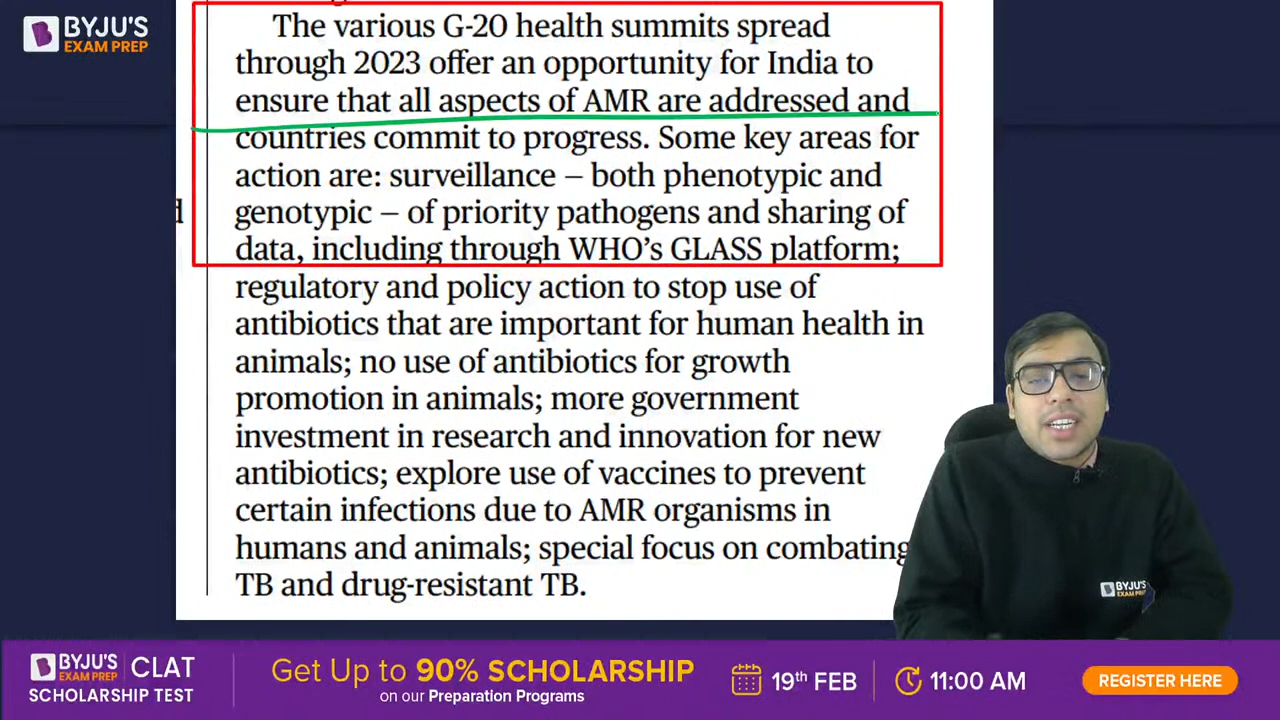 BYJU'S
EXAM PREP
The various G-20 health summits spread
through 2023 offer an opportunity for India to
ensure that all aspects of AMR are addressed and
countries commit to progress. Some key areas for
action are: surveillance – both phenotypic and
d
genotypic – of priority pathogens and sharing of
data, including through WHO's GLASS platform;
regulatory and policy action to stop use of
antibiotics that are important for human health in
animals; no use of antibiotics for growth
promotion in animals; more government
investment in research and innovation for new
antibiotics; explore use of vaccines to prevent
certain infections due to AMR organisms in
humans and animals; special focus on combating
TB and drug-resistant TB.
BYJU'S
EXAM PREP
BYJU'S
EXAM PREP
CLAT
SCHOLARSHIP TEST
Get Up to 90% SCHOLARSHIP
on our Preparation Programs
19th FEB
11:00 AM
REGISTER HERE